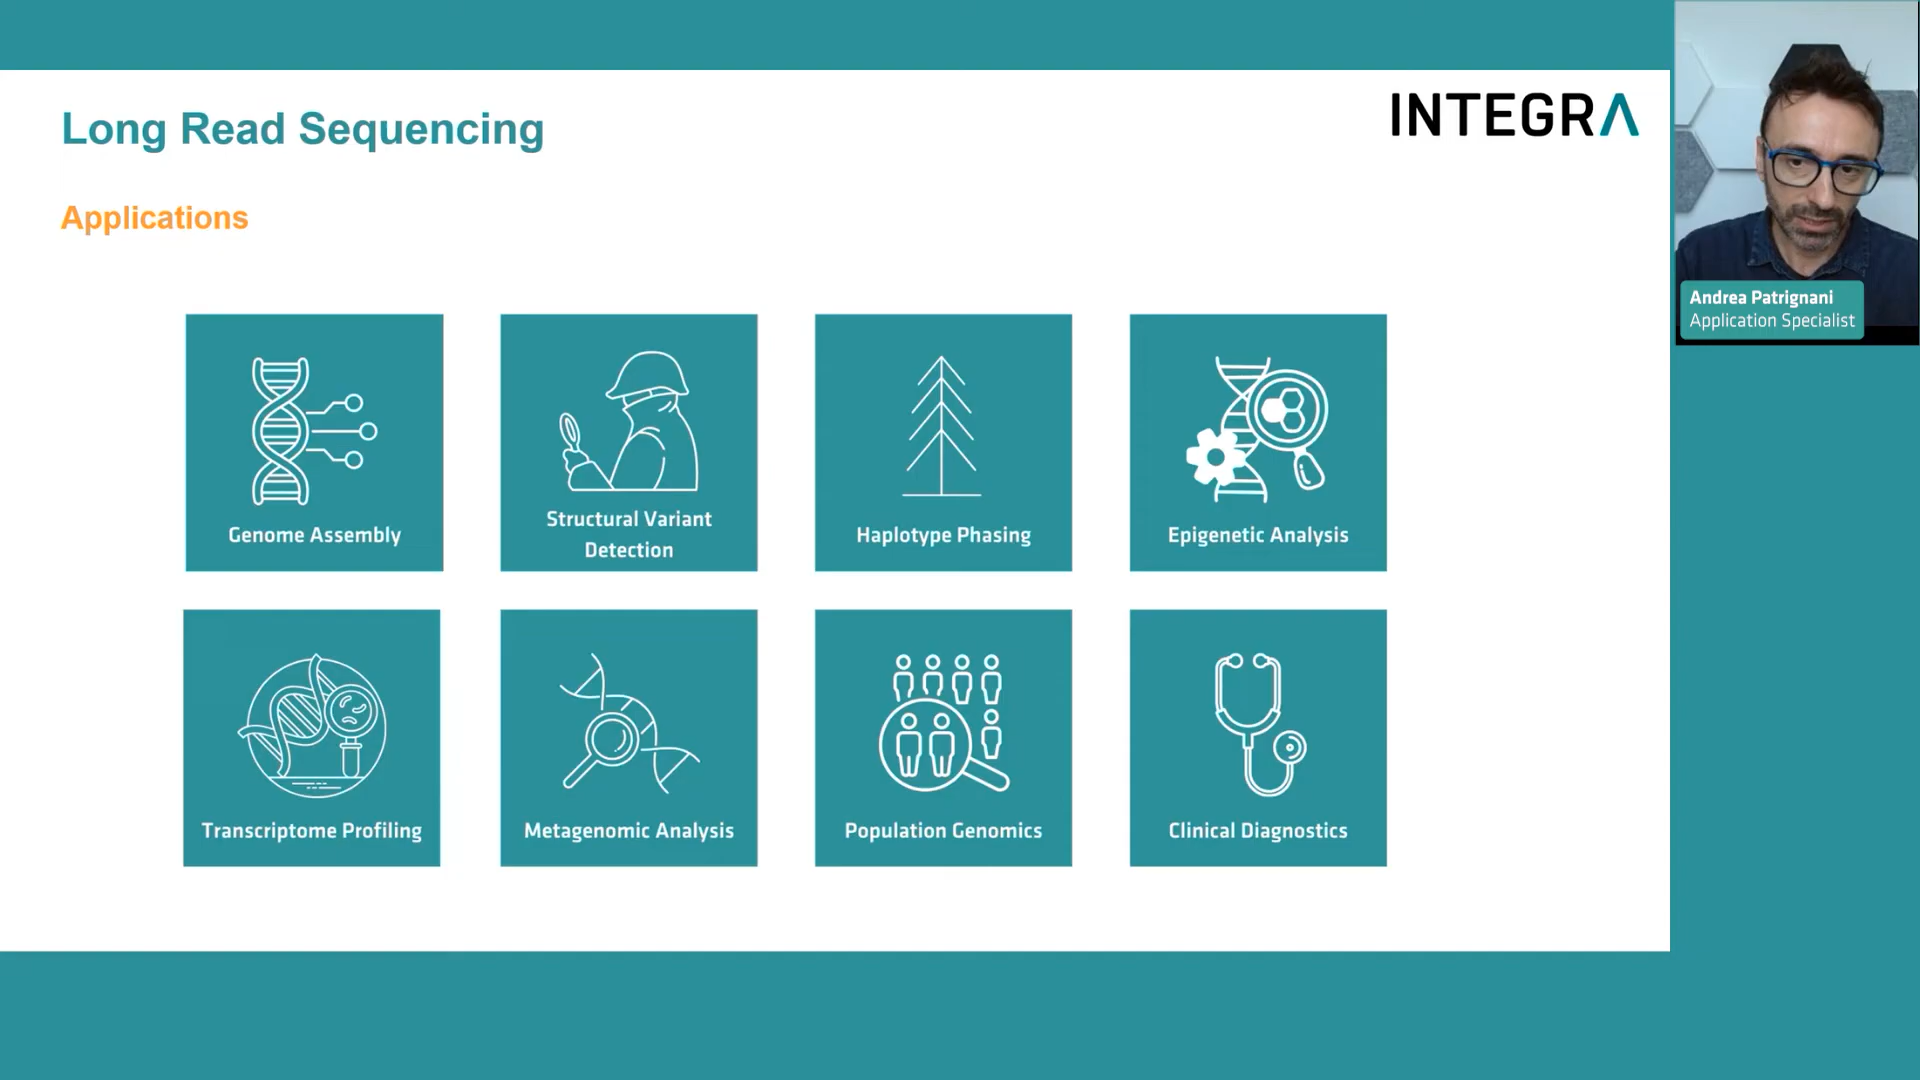 Long Read Sequencing
INTEGRA
Applications
Andrea Patrignani
Application Specialist
Genome Assembly
Structural Variant
Detection
Haplotype Phasing
Epigenetic Analysis
Transcriptome Profiling
Metagenomic Analysis
Population Genomics
Clinical Diagnostics